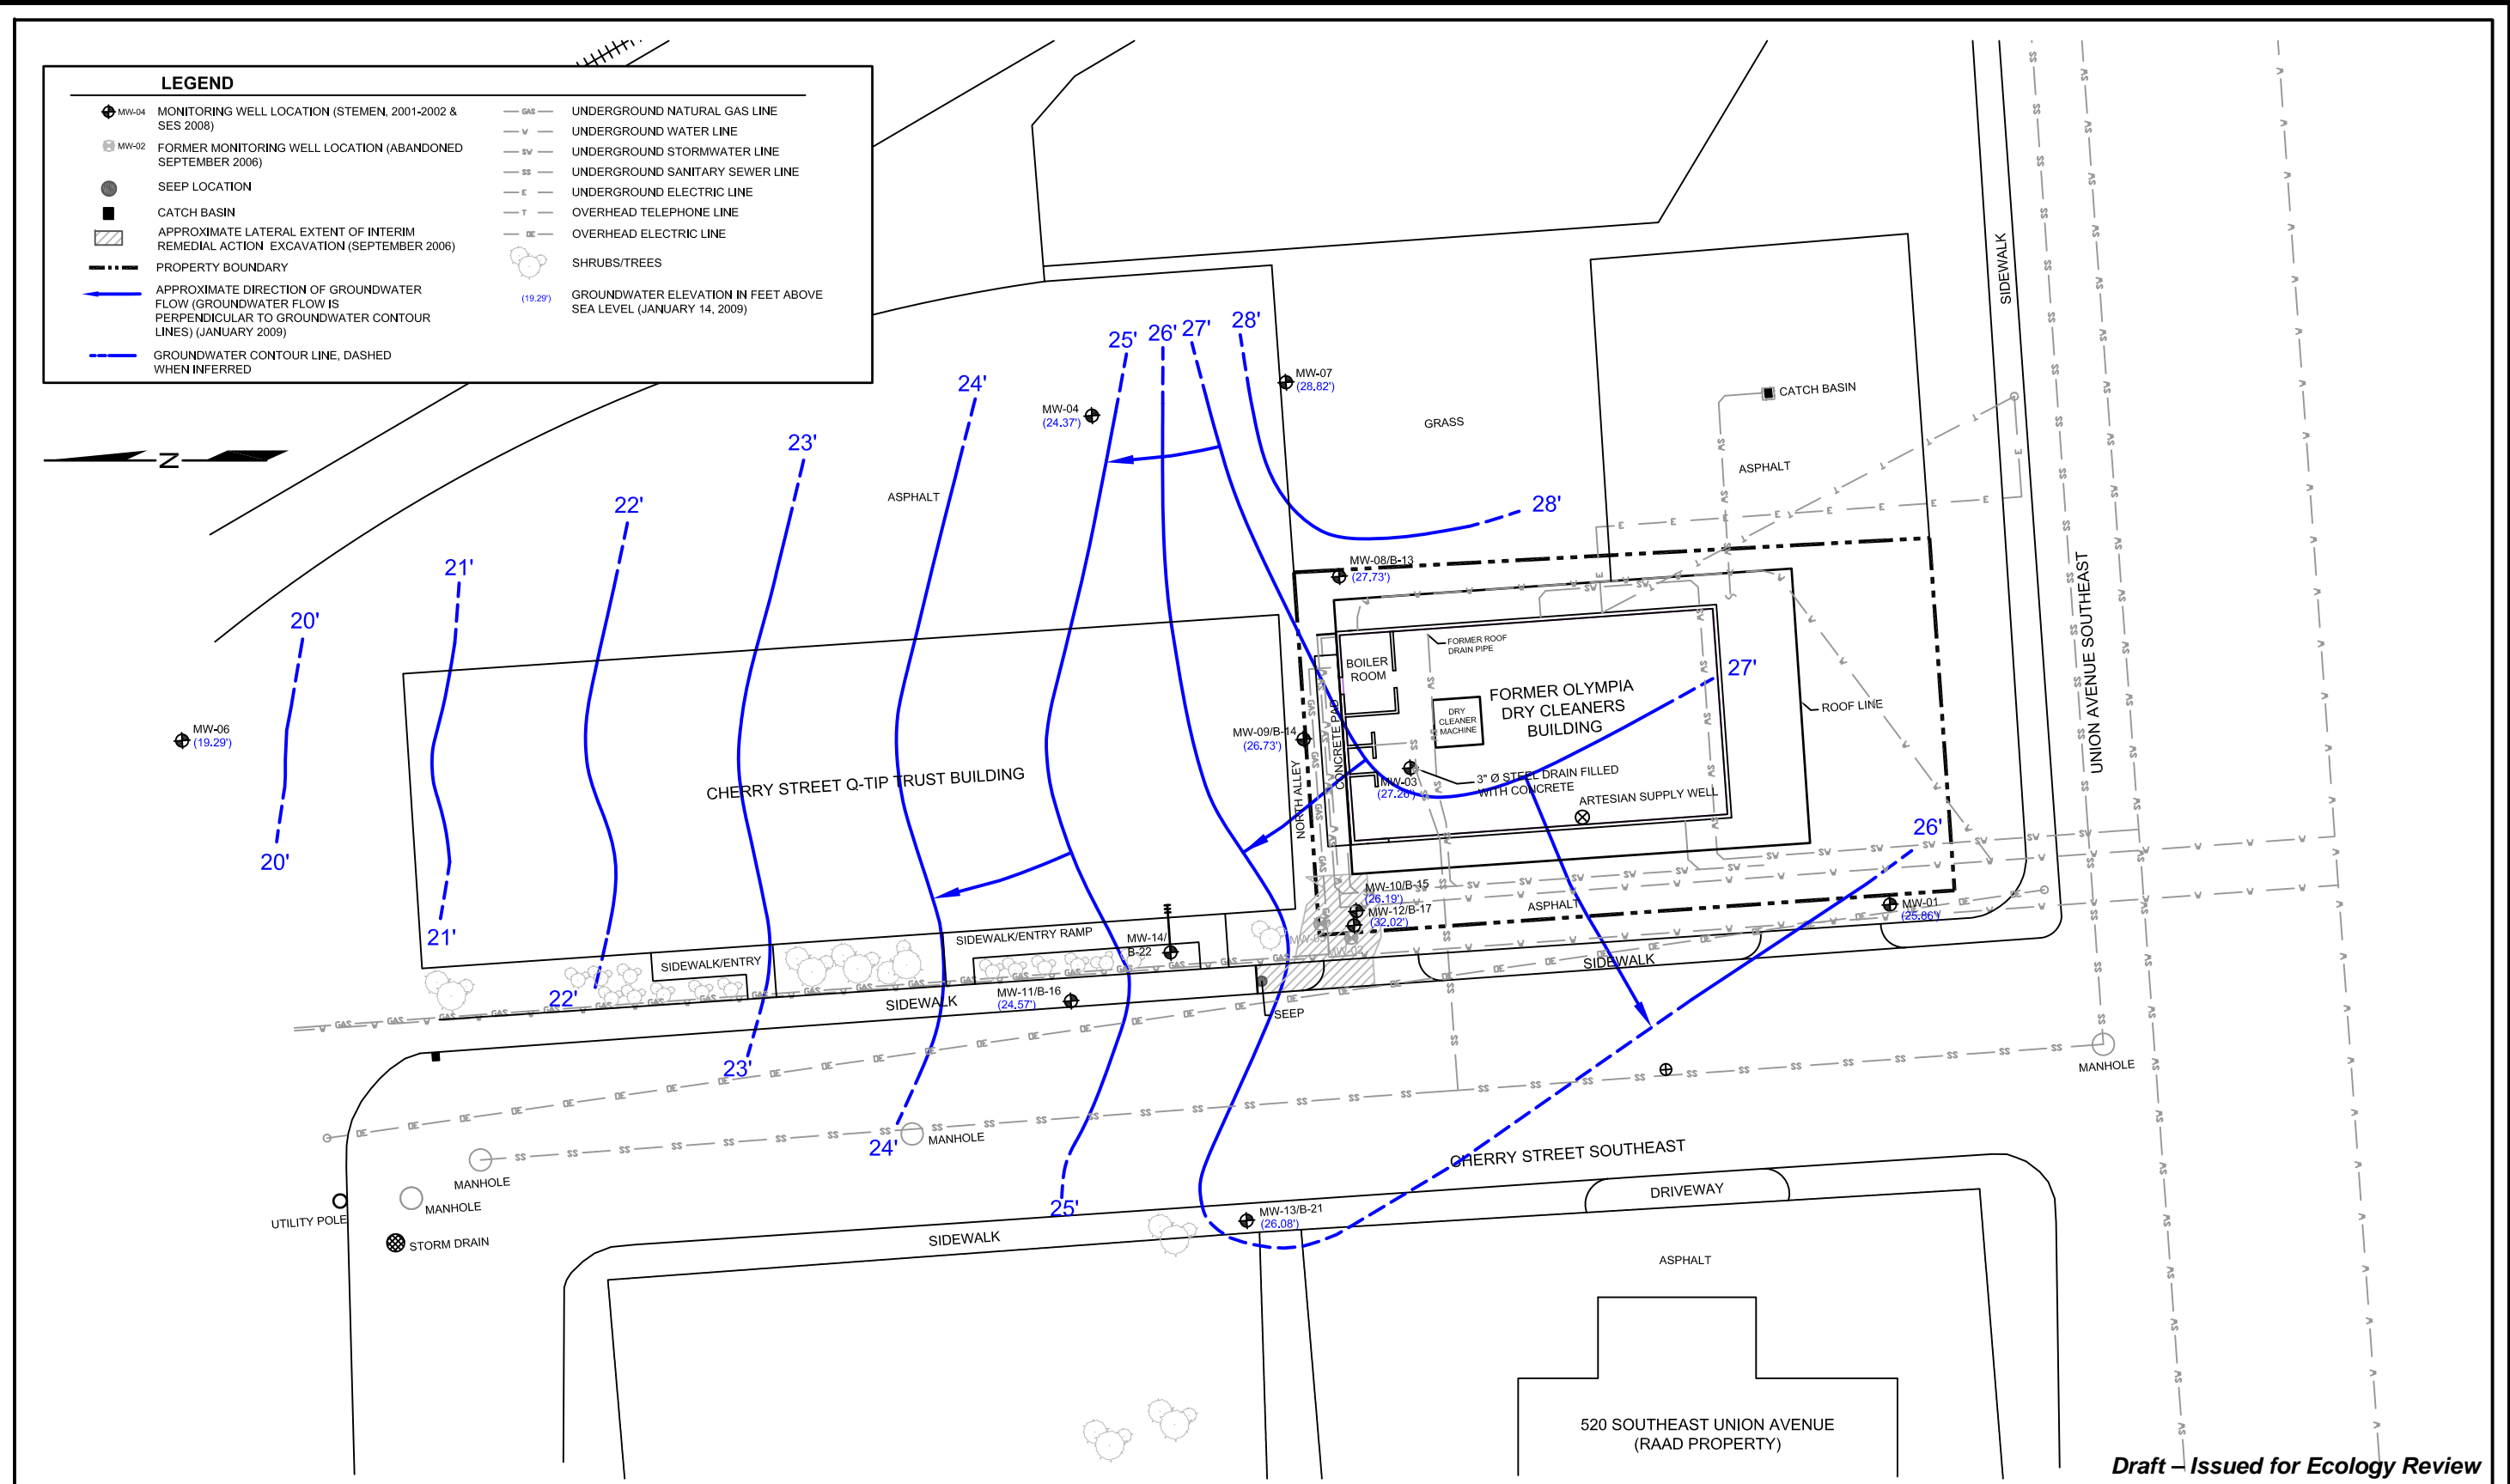 LEGEND
MW-04 MONITORING WELL LOCATION (STEMEN, 2001-2002 &
SES 2008)
MW-02 FORMER MONITORING WELL LOCATION (ABANDONED
SEPTEMBER 2006)
SEEP LOCATION
CATCH BASIN
APPROXIMATE LATERAL EXTENT OF INTERIM
REMEDIAL ACTION EXCAVATION (SEPTEMBER 2006)
PROPERTY BOUNDARY
APPROXIMATE DIRECTION OF GROUNDWATER
FLOW (GROUNDWATER FLOW IS
PERPENDICULAR TO GROUNDWATER CONTOUR
LINES) (JANUARY 2009)
GROUNDWATER CONTOUR LINE, DASHED
WHEN INFERRED
GAS UNDERGROUND NATURAL GAS LINE
W UNDERGROUND WATER LINE
SW UNDERGROUND STORMWATER LINE
SS UNDERGROUND SANITARY SEWER LINE
E UNDERGROUND ELECTRIC LINE
T OVERHEAD TELEPHONE LINE
OE OVERHEAD ELECTRIC LINE
SHRUBS/TREES
(19.29') GROUNDWATER ELEVATION IN FEET ABOVE
SEA LEVEL (JANUARY 14, 2009)
N
20'
21'
22'
23'
24'
25'
26'
27'
28'
MW-07
(28.82')
MW-04
(24.37')
GRASS
CATCH BASIN
ASPHALT
ASPHALT
SIDEWALK
28'
MW-08/B-13
(27.73')
UNION AVENUE SOUTHEAST
MW-06
(19.29')
BOILER
ROOM
FORMER ROOF
DRAIN PIPE
DRY
CLEANER
MACHINE
FORMER OLYMPIA
DRY CLEANERS
BUILDING
27'
ROOF LINE
MW-09/B-14
(26.73')
CONCRETE PAD
NORTH ALLEY
CHERRY STREET Q-TIP TRUST BUILDING
MW-03
(27.26')
3" Ø STEEL DRAIN FILLED
WITH CONCRETE
ARTESIAN SUPPLY WELL
26'
20'
MW-10/B-15
(26.19')
MW-12/B-17
(32.02')
ASPHALT
MW-01
(25.86')
21'
SIDEWALK/ENTRY RAMP
MW-14/
B-22
SIDEWALK/ENTRY
MW-02
SIDEWALK
22'
MW-11/B-16
(24.57')
SIDEWALK
SEEP
23'
MANHOLE
24'
MANHOLE
CHERRY STREET SOUTHEAST
MANHOLE
MANHOLE
25'
DRIVEWAY
UTILITY POLE
STORM DRAIN
MW-13/B-21
(26.08')
SIDEWALK
ASPHALT
520 SOUTHEAST UNION AVENUE
(RAAD PROPERTY)
Draft – Issued for Ecology Review